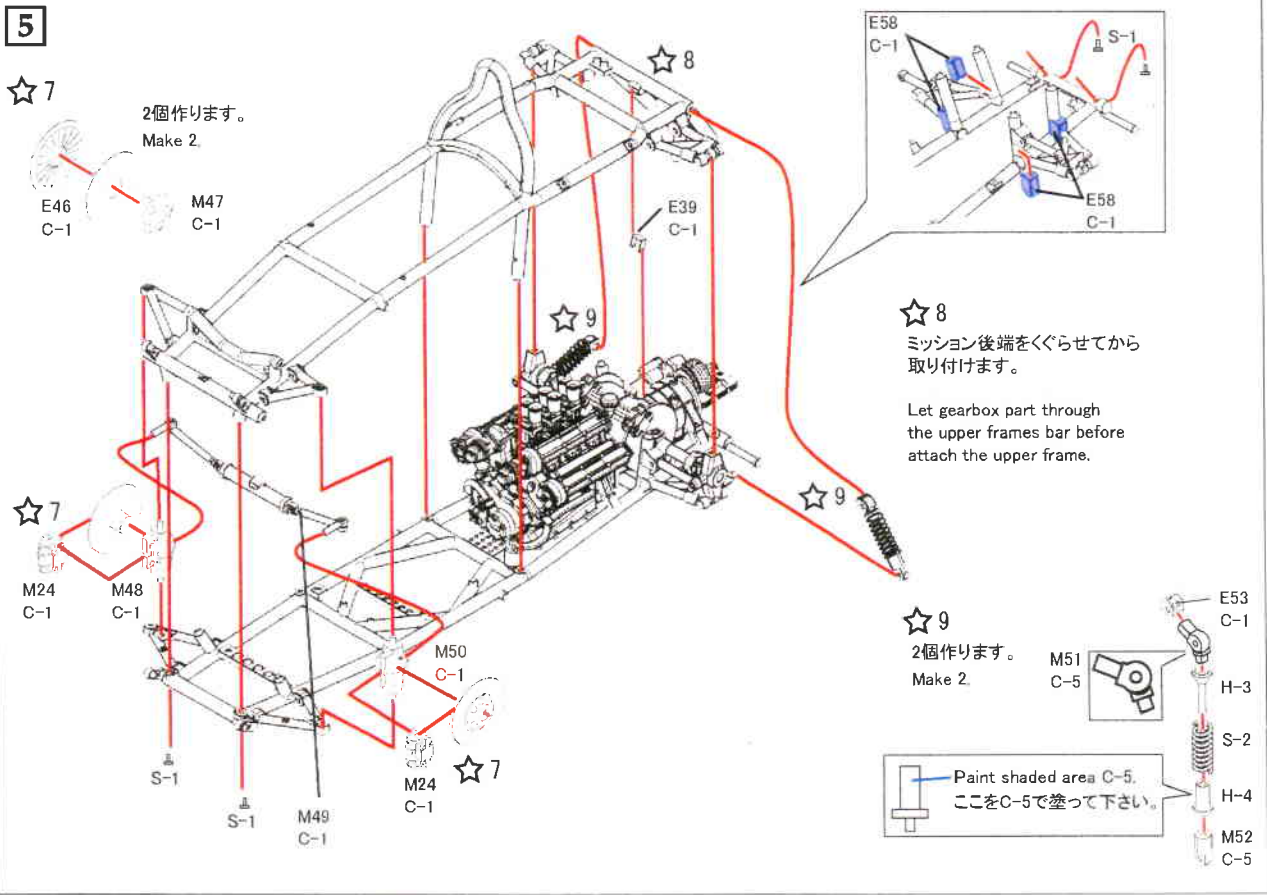 5
☆7
2個作ります。
Make 2.
E46
C-1
M47
C-1
☆8
E39
C-1
☆9
E58
C-1
S-1
E58
C-1
☆8
ミッション後端をくぐらせてから
取り付けます。
Let gearbox part through
the upper frames bar before
attach the upper frame.
☆7
M24
C-1
M48
C-1
☆9
M50
C-1
M24
C-1
☆7
S-1
S-1
M49
C-1
☆9
2個作ります。
Make 2.
E53
C-1
M51
C-5
H-3
S-2
Paint shaded area C-5.
ここをC-5で塗って下さい。
H-4
M52
C-5